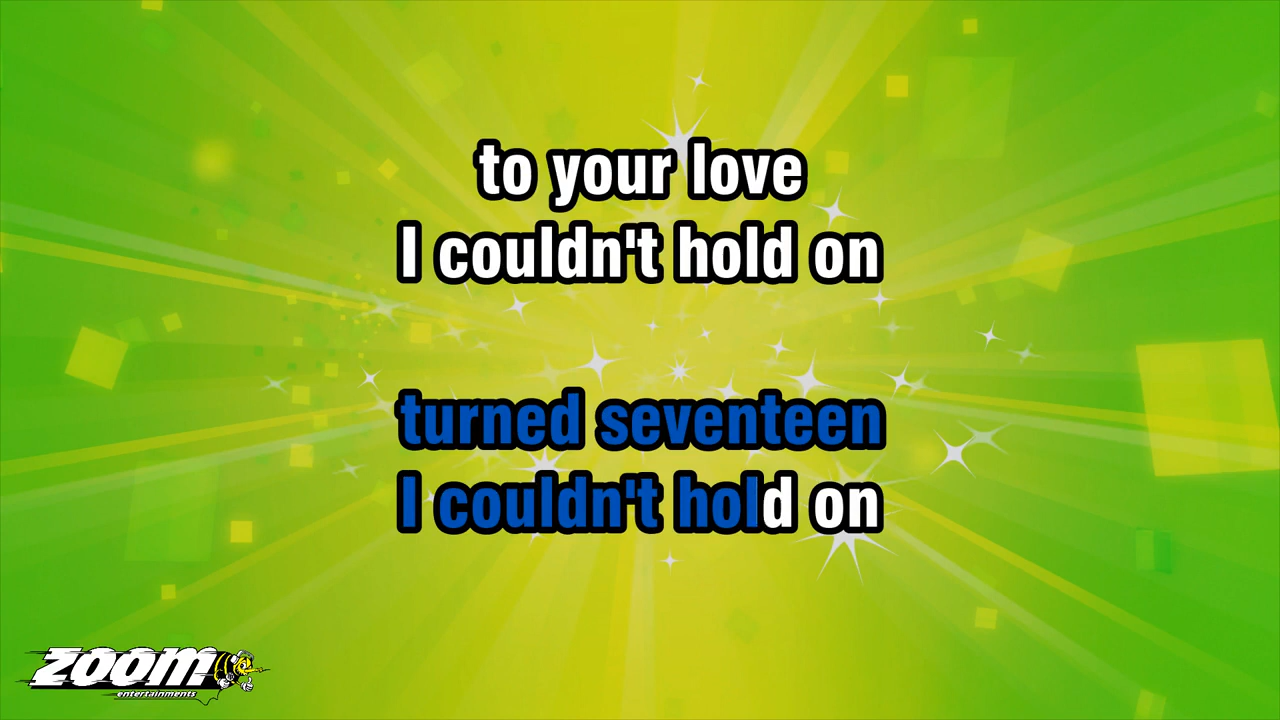 to your love
I couldn't hold on
turned seventeen
I couldn't hold on
zoom
entertainments